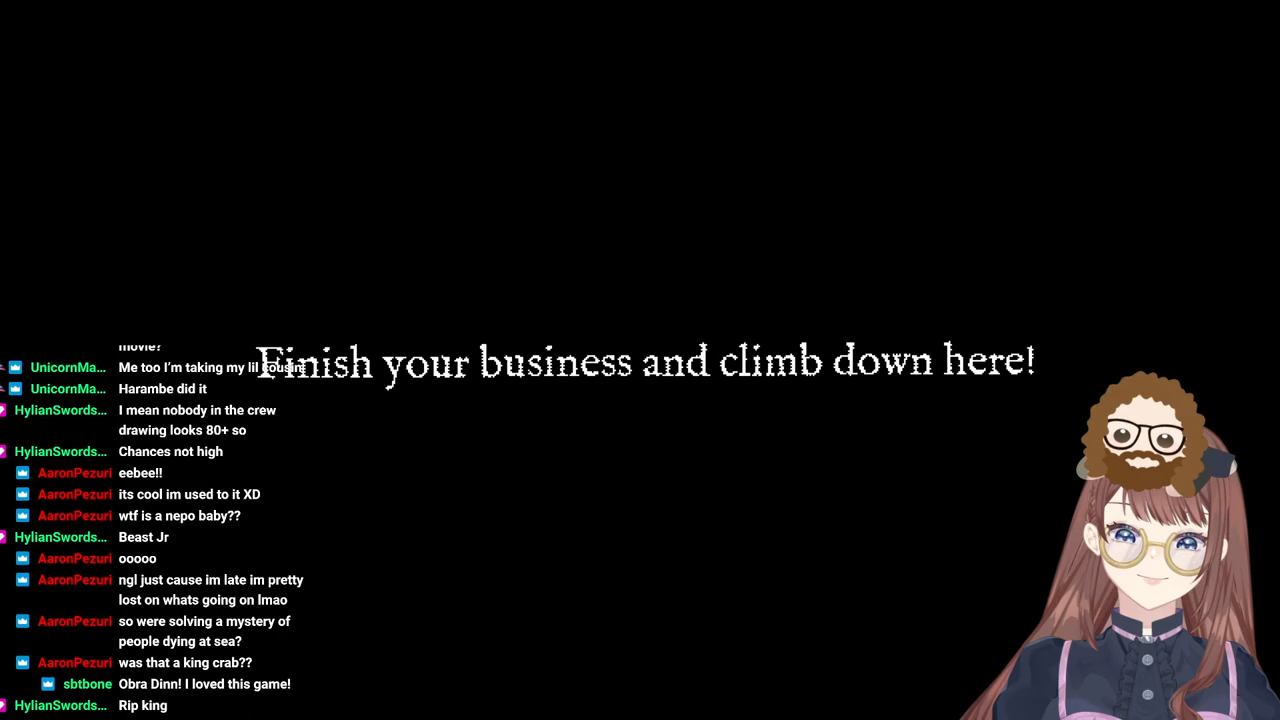 movie?
UnicornMa... Me too I'm taking my lil cousin
Finish your business and climb down here!
UnicornMa... Harambe did it
HylianSwords... I mean nobody in the crew
drawing looks 80+ so
HylianSwords... Chances not high
AaronPezuri eebee!!
AaronPezuri its cool im used to it XD
AaronPezuri wtf is a nepo baby??
HylianSwords... Beast Jr
AaronPezuri ooooo
AaronPezuri ngl just cause im late im pretty
lost on whats going on lmao
AaronPezuri so were solving a mystery of
people dying at sea?
AaronPezuri was that a king crab??
sbtbone Obra Dinn! I loved this game!
HylianSwords... Rip king